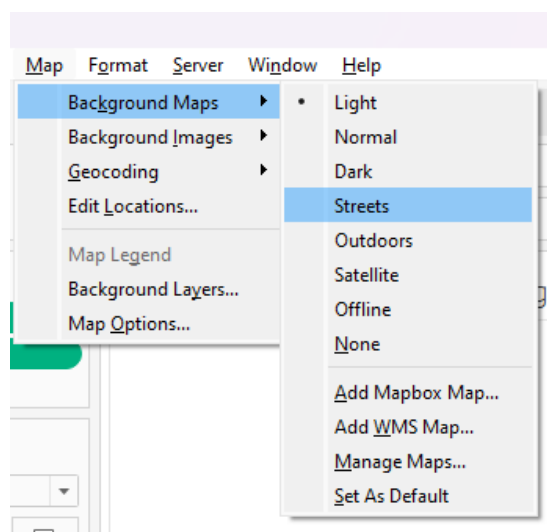 Map Format Server Window Help
Background Maps
Background Images
Geocoding
Edit Locations...
Map Legend
Background Layers...
Map Options...
Light
Normal
Dark
Streets
Outdoors
Satellite
Offline
None
Add Mapbox Map...
Add WMS Map...
Manage Maps...
Set As Default